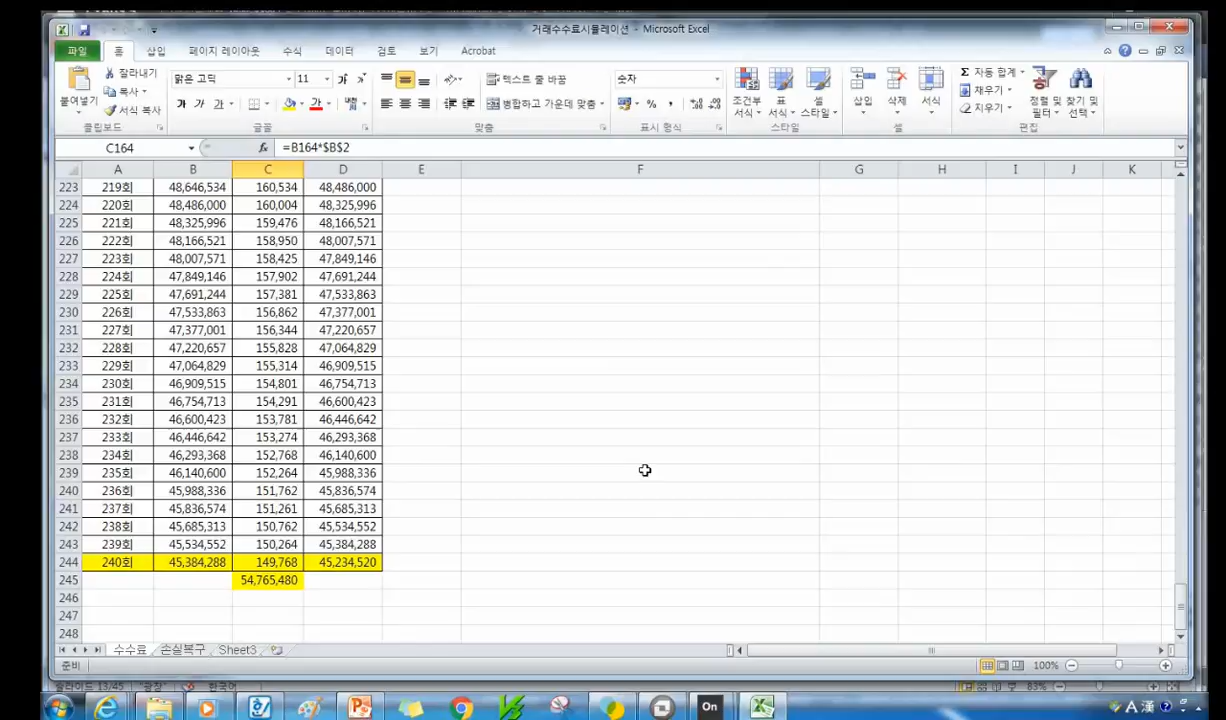 거래수수료시뮬레이션 - Microsoft Excel
파일 홈 삽입 페이지 레이아웃 수식 데이터 검토 보기 Acrobat
붙여넣기 잘라내기 복사 서식 복사 클립보드
맑은 고딕 11 가 가 가 가 가 가 글꼴
텍스트 줄 바꿈 병합하고 가운데 맞춤 맞춤
숫자 % , 표시 형식
조건부 서식 표 서식 셀 스타일 스타일
삽입 삭제 서식 셀
Σ 자동 합계 채우기 지우기 정렬 및 필터 찾기 및 선택 편집
C164 fx =B164*$B$2
A B C D E F G H I J K
223 219회 48,646,534 160,534 48,486,000
224 220회 48,486,000 160,004 48,325,996
225 221회 48,325,996 159,476 48,166,521
226 222회 48,166,521 158,950 48,007,571
227 223회 48,007,571 158,425 47,849,146
228 224회 47,849,146 157,902 47,691,244
229 225회 47,691,244 157,381 47,533,863
230 226회 47,533,863 156,862 47,377,001
231 227회 47,377,001 156,344 47,220,657
232 228회 47,220,657 155,828 47,064,829
233 229회 47,064,829 155,314 46,909,515
234 230회 46,909,515 154,801 46,754,713
235 231회 46,754,713 154,291 46,600,423
236 232회 46,600,423 153,781 46,446,642
237 233회 46,446,642 153,274 46,293,368
238 234회 46,293,368 152,768 46,140,600
239 235회 46,140,600 152,264 45,988,336
240 236회 45,988,336 151,762 45,836,574
241 237회 45,836,574 151,261 45,685,313
242 238회 45,685,313 150,762 45,534,552
243 239회 45,534,552 150,264 45,384,288
244 240회 45,384,288 149,768 45,234,520
245 54,765,480
246
247
248
수수료 손실복구 Sheet3
준비 100%
슬라이드 13/45 "광장" 한국어 83%
On A 漢